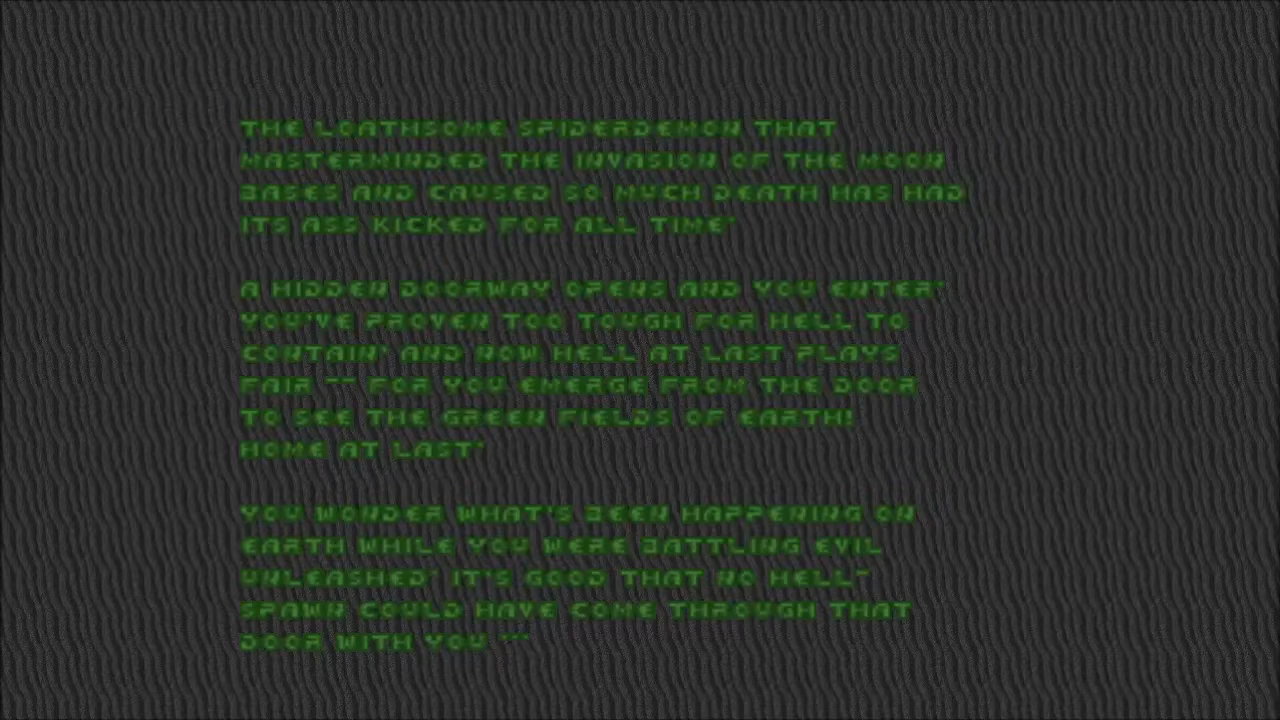 THE LOATHSOME SPIDERDEMON THAT
MASTERMINDED THE INVASION OF THE MOON
BASES AND CAUSED SO MUCH DEATH HAS HAD
ITS ASS KICKED FOR ALL TIME.

A HIDDEN DOORWAY OPENS AND YOU ENTER.
YOU'VE PROVEN TOO TOUGH FOR HELL TO
CONTAIN, AND NOW HELL AT LAST PLAYS
FAIR -- FOR YOU EMERGE FROM THE DOOR
TO SEE THE GREEN FIELDS OF EARTH!
HOME AT LAST.

YOU WONDER WHAT'S BEEN HAPPENING ON
EARTH WHILE YOU WERE BATTLING EVIL
UNLEASHED. IT'S GOOD THAT NO HELL-
SPAWN COULD HAVE COME THROUGH THAT
DOOR WITH YOU ...